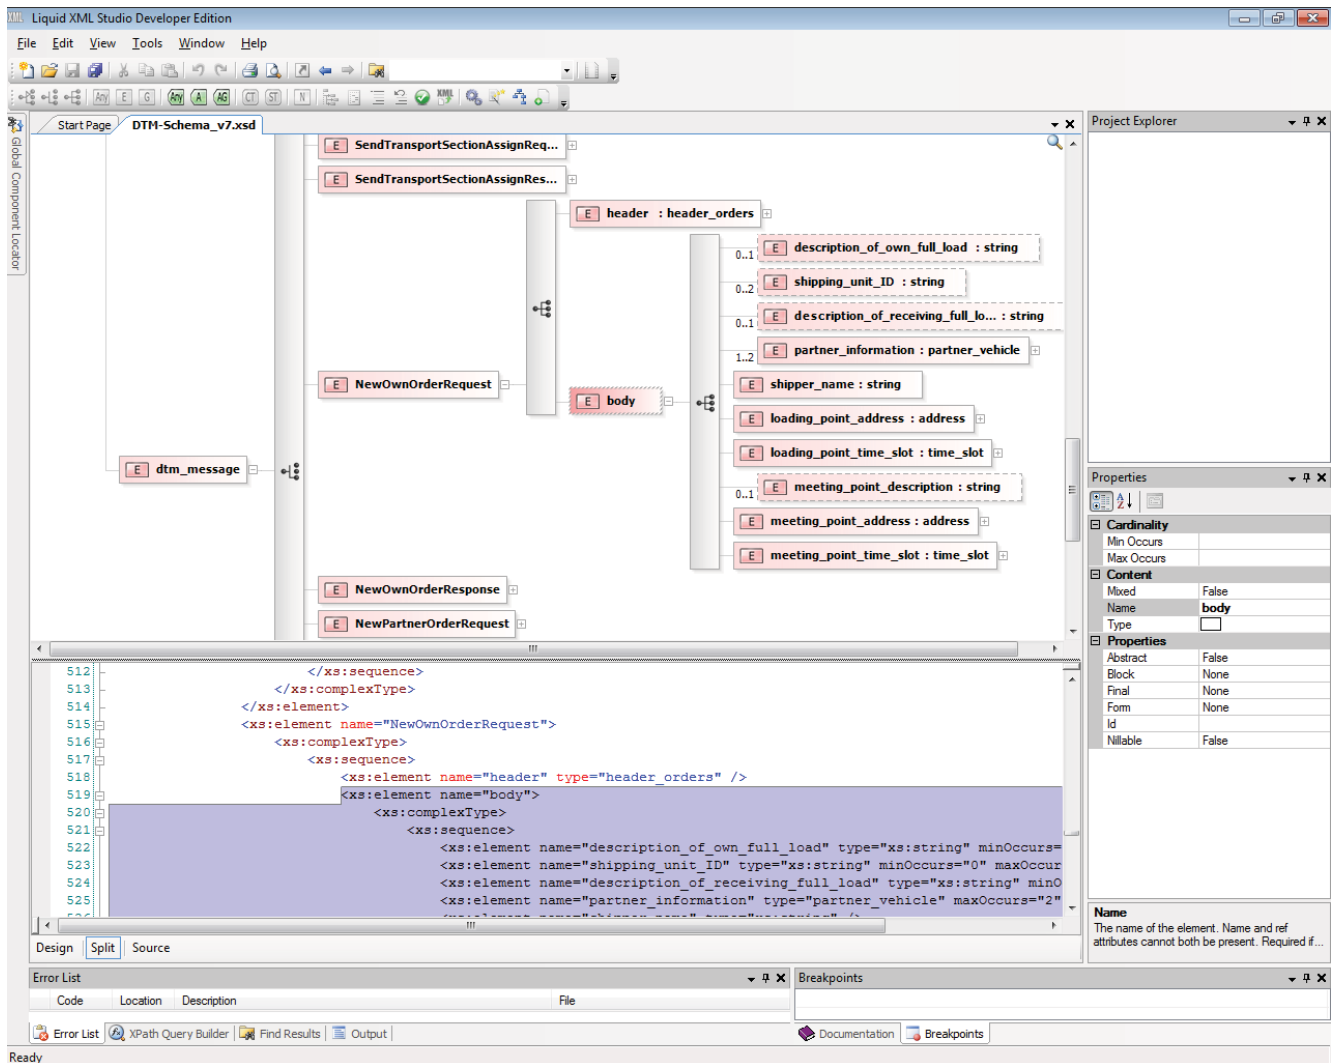 Liquid XML Studio Developer Edition
File Edit View Tools Window Help
Any E G Any A AG CT ST N XML
Start Page DTM-Schema_v7.xsd
Global Component Locator
E SendTransportSectionAssignReq...
E SendTransportSectionAssignRes...
E header : header_orders
E description_of_own_full_load : string
0..1
E shipping_unit_ID : string
0..2
E description_of_receiving_full_lo... : string
0..1
E partner_information : partner_vehicle
1..2
E NewOwnOrderRequest
E shipper_name : string
E body
E loading_point_address : address
E loading_point_time_slot : time_slot
E dtm_message
E meeting_point_description : string
0..1
E meeting_point_address : address
E meeting_point_time_slot : time_slot
E NewOwnOrderResponse
E NewPartnerOrderRequest
512 </xs:sequence>
513 </xs:complexType>
514 </xs:element>
515 <xs:element name="NewOwnOrderRequest">
516 <xs:complexType>
517 <xs:sequence>
518 <xs:element name="header" type="header_orders" />
519 <xs:element name="body">
520 <xs:complexType>
521 <xs:sequence>
522 <xs:element name="description_of_own_full_load" type="xs:string" minOccurs=
523 <xs:element name="shipping_unit_ID" type="xs:string" minOccurs="0" maxOccur
524 <xs:element name="description_of_receiving_full_load" type="xs:string" minO
525 <xs:element name="partner_information" type="partner_vehicle" maxOccurs="2"
Design Split Source
Project Explorer
Properties
Cardinality
Min Occurs
Max Occurs
Content
Mixed False
Name body
Type
Properties
Abstract False
Block None
Final None
Form None
Id
Nillable False
Name
The name of the element. Name and ref
attributes cannot both be present. Required if...
Error List
Code Location Description File
Error List XPath Query Builder Find Results Output
Breakpoints
Documentation Breakpoints
Ready